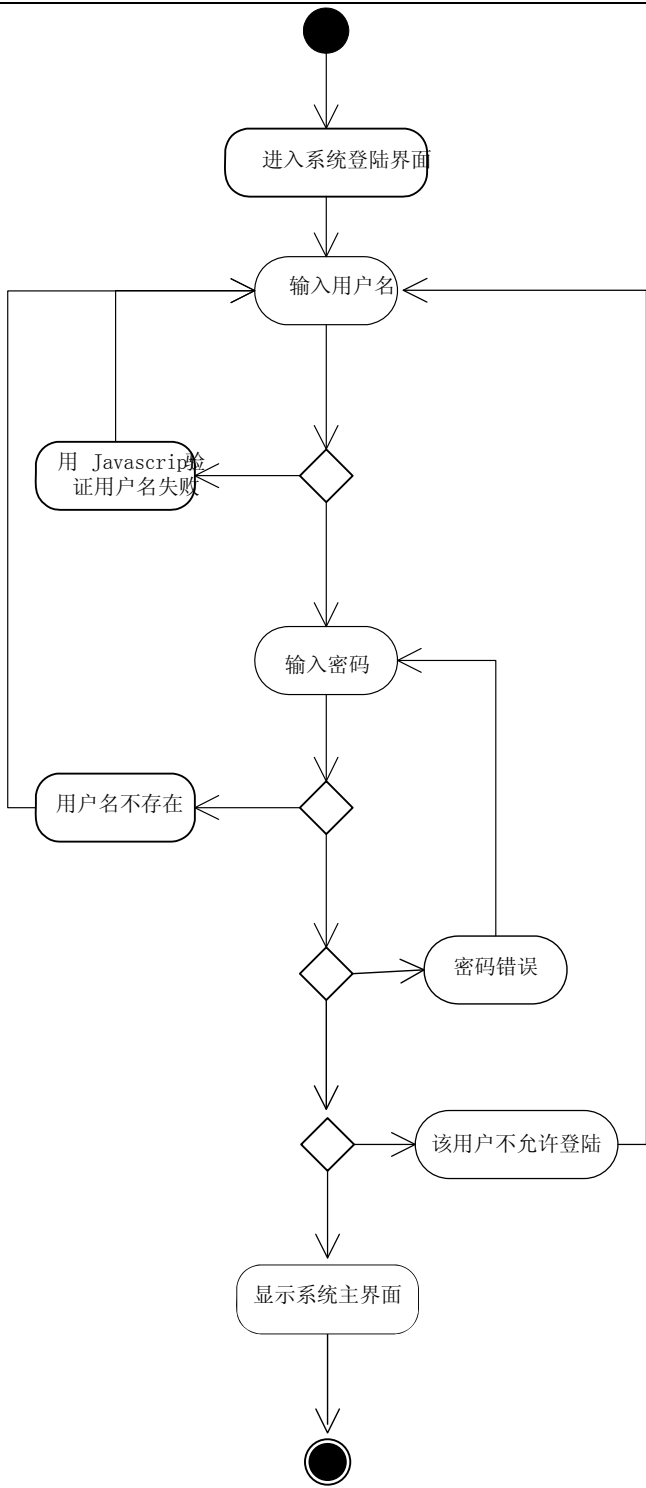 进入系统登陆界面
输入用户名
用 Javascrip验
证用户名失败
输入密码
用户名不存在
密码错误
该用户不允许登陆
显示系统主界面